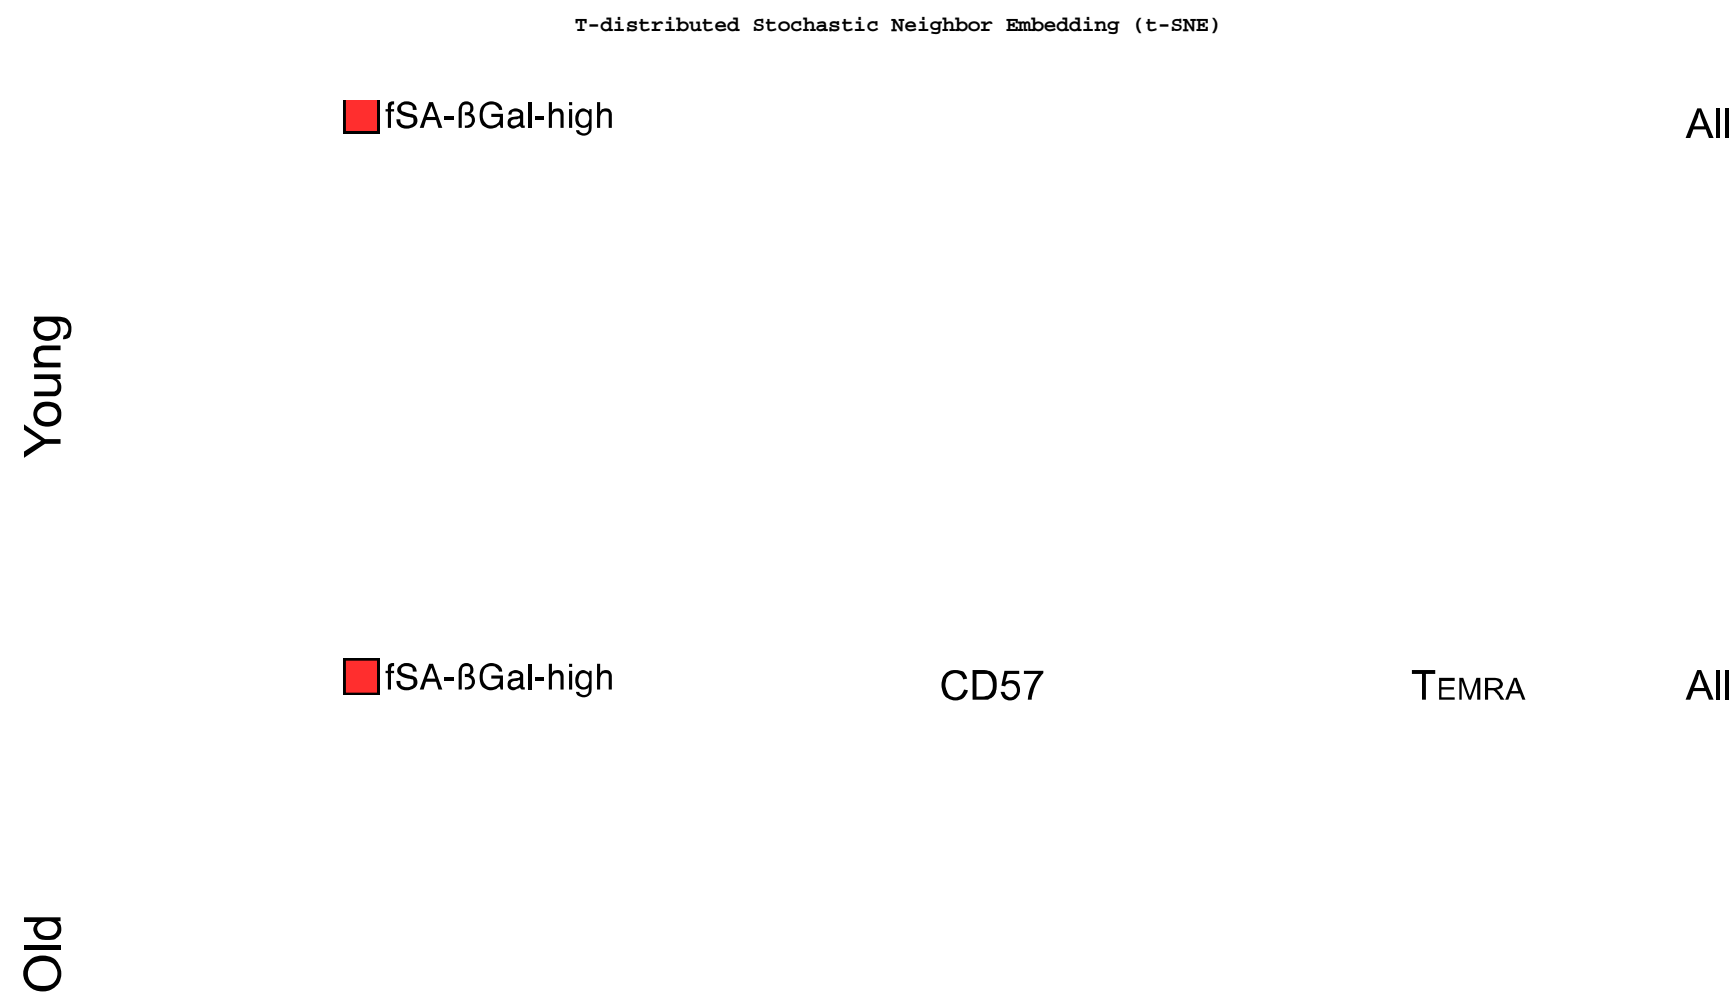 T-distributed Stochastic Neighbor Embedding (t-SNE)
fSA-ßGal-high
All
Young
fSA-ßGal-high
CD57
TEMRA
All
Old